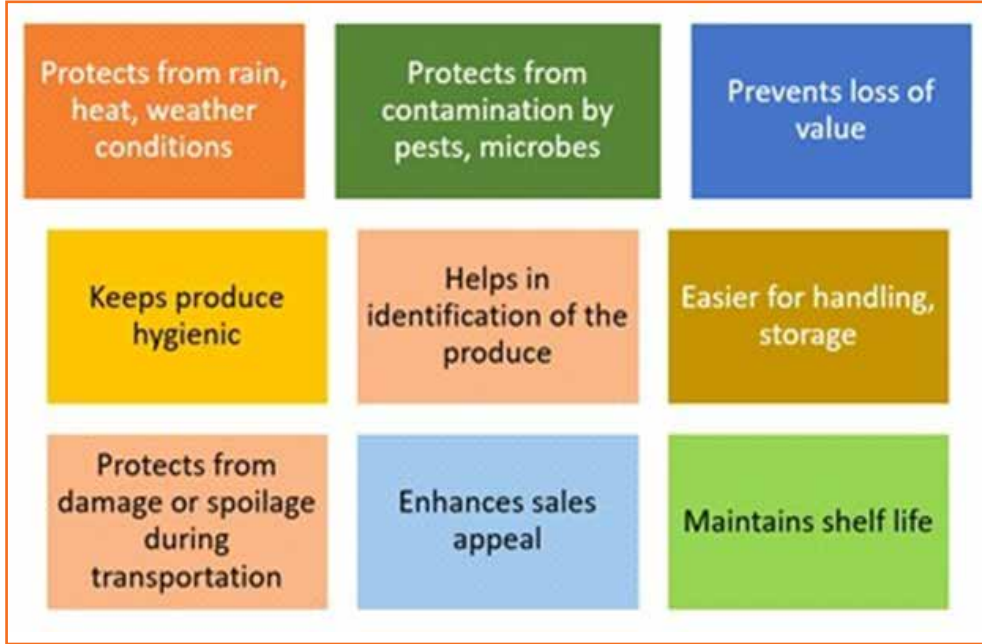 Protects from rain,
heat, weather
conditions
Protects from
contamination by
pests, microbes
Prevents loss of
value
Keeps produce
hygienic
Helps in
identification of the
produce
Easier for handling,
storage
Protects from
damage or spoilage
during
transportation
Enhances sales
appeal
Maintains shelf life